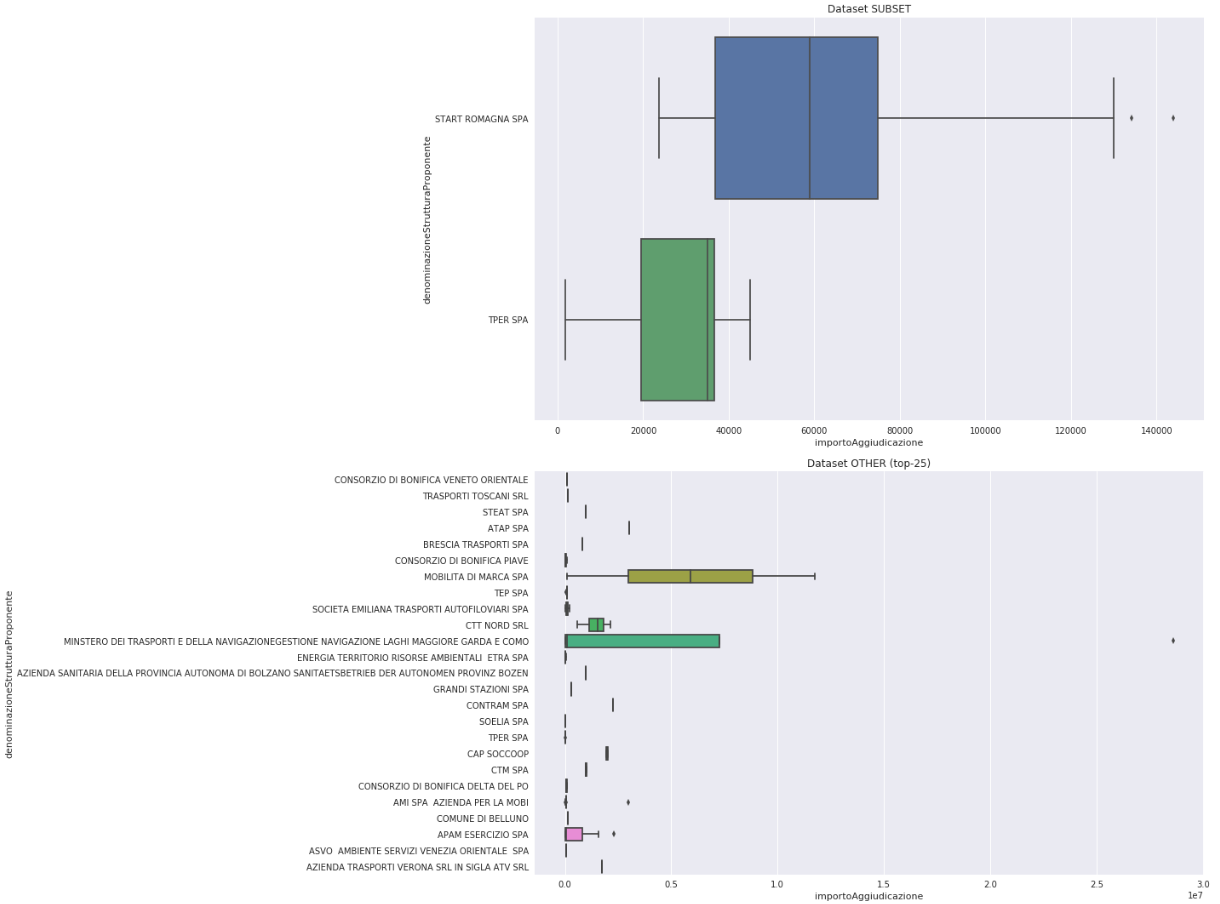 Dataset SUBSET
denominazioneStrutturaProponente
START ROMAGNA SPA
TPER SPA
0 20000 40000 60000 80000 100000 120000 140000
importoAggiudicazione
Dataset OTHER (top-25)
denominazioneStrutturaProponente
CONSORZIO DI BONIFICA VENETO ORIENTALE
TRASPORTI TOSCANI SRL
STEAT SPA
ATAP SPA
BRESCIA TRASPORTI SPA
CONSORZIO DI BONIFICA PIAVE
MOBILITA DI MARCA SPA
TEP SPA
SOCIETA EMILIANA TRASPORTI AUTOFILOVIARI SPA
CTT NORD SRL
MINSTERO DEI TRASPORTI E DELLA NAVIGAZIONEGESTIONE NAVIGAZIONE LAGHI MAGGIORE GARDA E COMO
ENERGIA TERRITORIO RISORSE AMBIENTALI  ETRA SPA
AZIENDA SANITARIA DELLA PROVINCIA AUTONOMA DI BOLZANO SANITAETSBETRIEB DER AUTONOMEN PROVINZ BOZEN
GRANDI STAZIONI SPA
CONTRAM SPA
SOELIA SPA
TPER SPA
CAP SOCCOOP
CTM SPA
CONSORZIO DI BONIFICA DELTA DEL PO
AMI SPA  AZIENDA PER LA MOBI
COMUNE DI BELLUNO
APAM ESERCIZIO SPA
ASVO  AMBIENTE SERVIZI VENEZIA ORIENTALE  SPA
AZIENDA TRASPORTI VERONA SRL IN SIGLA ATV SRL
0.0 0.5 1.0 1.5 2.0 2.5 3.0
1e7
importoAggiudicazione